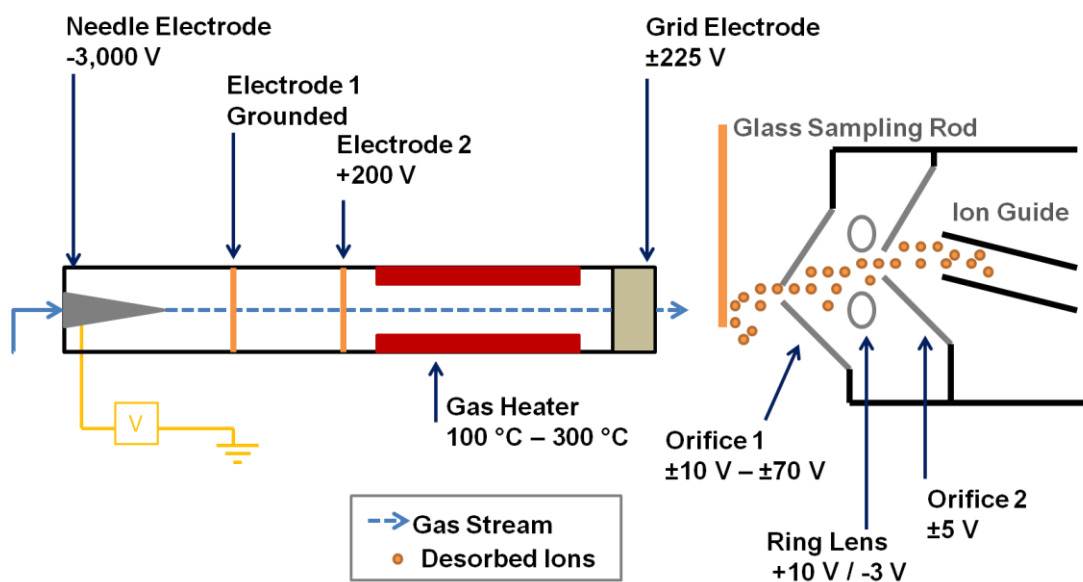 Needle Electrode
-3,000 V
Electrode 1
Grounded
Electrode 2
+200 V
Grid Electrode
±225 V
Glass Sampling Rod
Ion Guide
V
Gas Heater
100 °C – 300 °C
Orifice 1
±10 V – ±70 V
Orifice 2
±5 V
Ring Lens
+10 V / -3 V
Gas Stream
Desorbed Ions